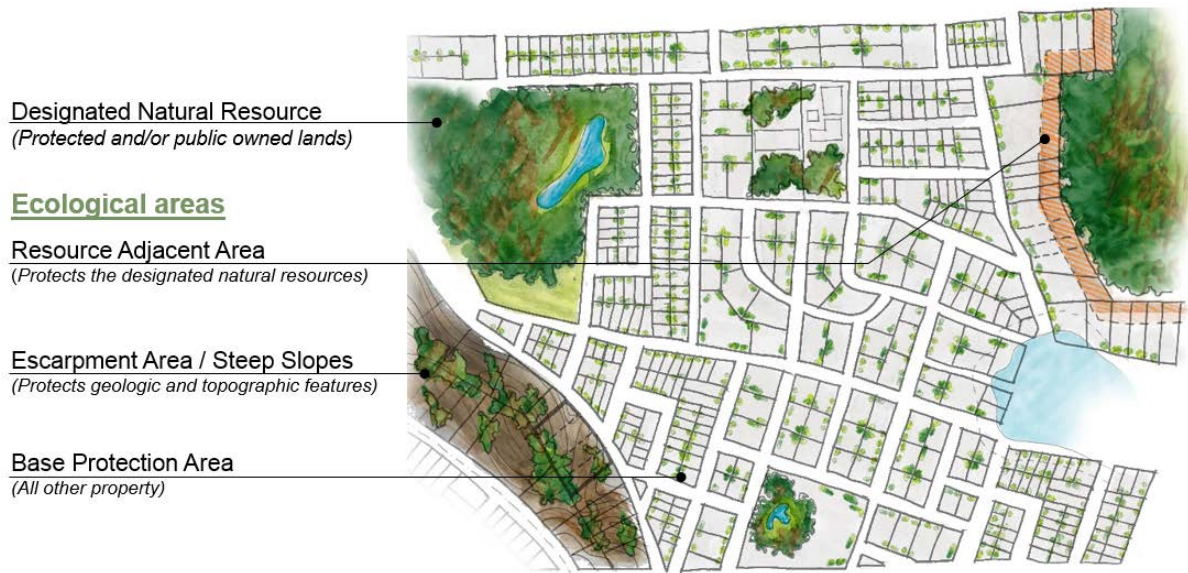 Designated Natural Resource
(Protected and/or public owned lands)
Ecological areas
Resource Adjacent Area
(Protects the designated natural resources)
Escarpment Area / Steep Slopes
(Protects geologic and topographic features)
Base Protection Area
(All other property)